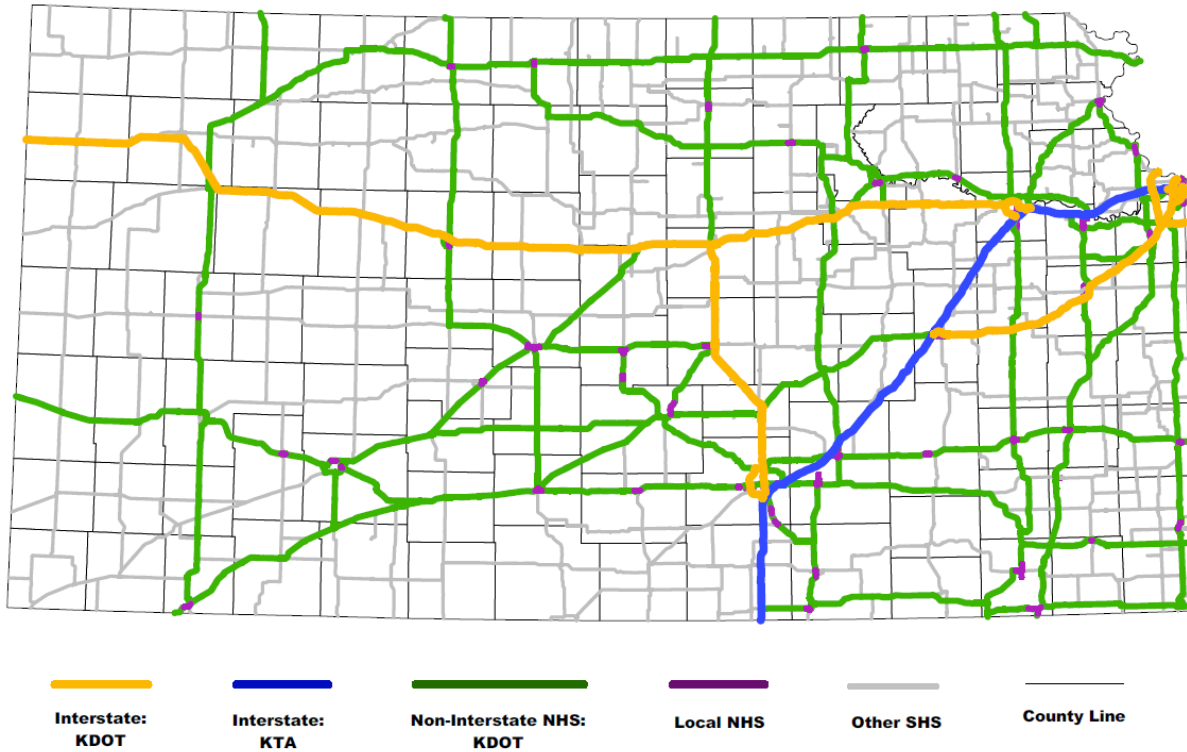 Interstate:
KDOT
Interstate:
KTA
Non-Interstate NHS:
KDOT
Local NHS
Other SHS
County Line